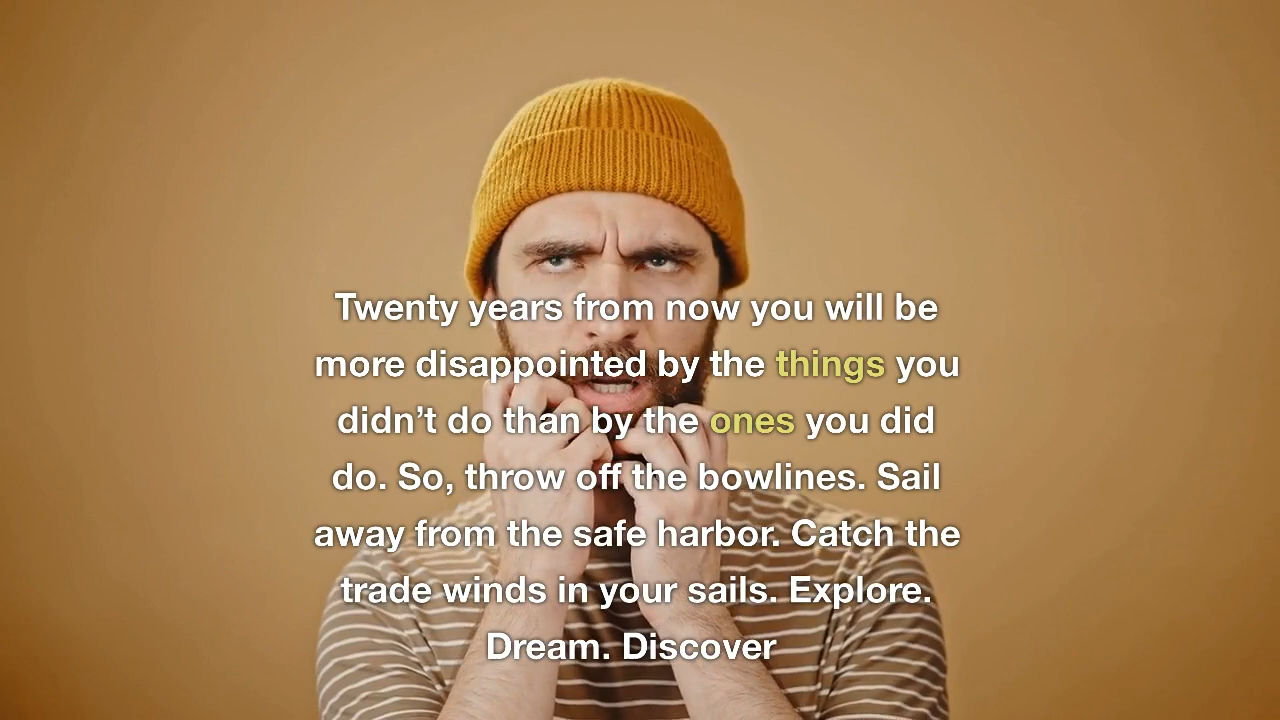 Twenty years from now you will be
more disappointed by the things you
didn’t do than by the ones you did
do. So, throw off the bowlines. Sail
away from the safe harbor. Catch the
trade winds in your sails. Explore.
Dream. Discover